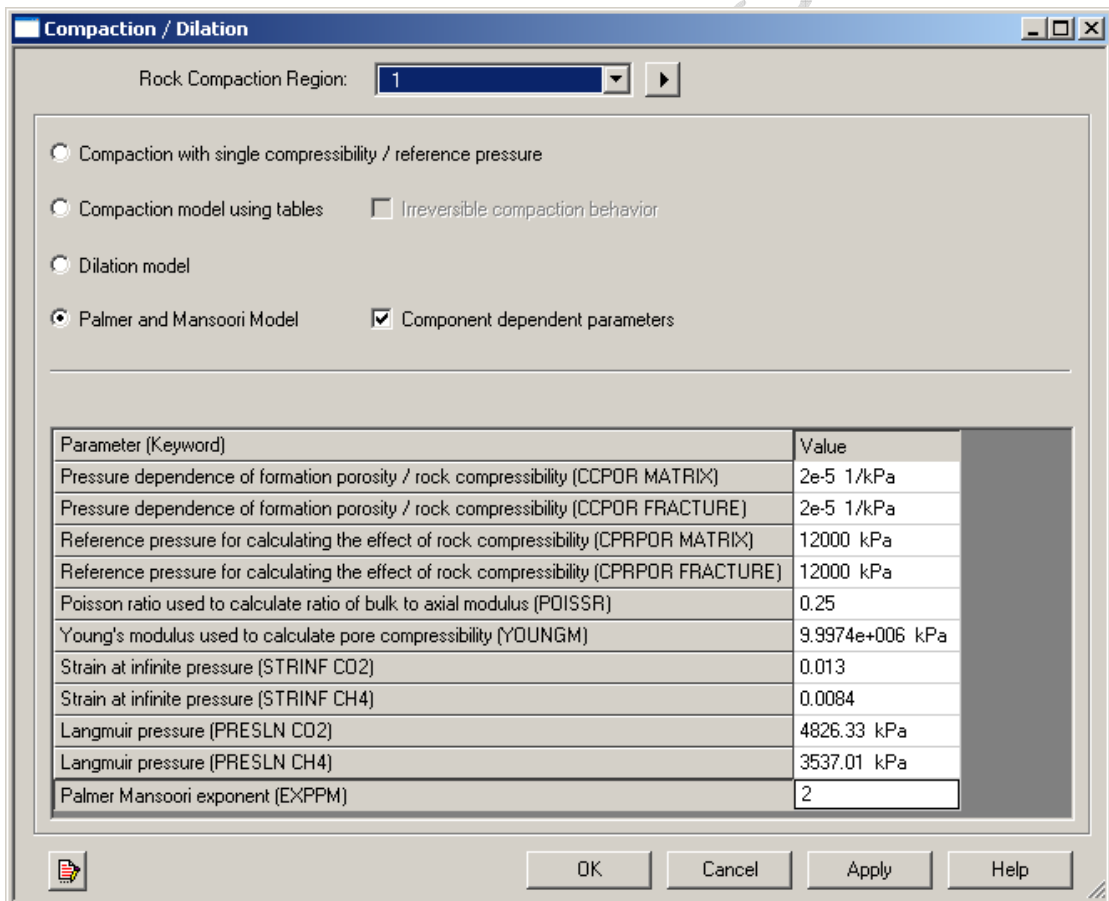 Compaction / Dilation
Rock Compaction Region: 1
Compaction with single compressibility / reference pressure
Compaction model using tables Irreversible compaction behavior
Dilation model
Palmer and Mansoori Model Component dependent parameters
Parameter (Keyword) Value
Pressure dependence of formation porosity / rock compressibility (CCPOR MATRIX) 2e-5 1/kPa
Pressure dependence of formation porosity / rock compressibility (CCPOR FRACTURE) 2e-5 1/kPa
Reference pressure for calculating the effect of rock compressibility (CPRPOR MATRIX) 12000 kPa
Reference pressure for calculating the effect of rock compressibility (CPRPOR FRACTURE) 12000 kPa
Poisson ratio used to calculate ratio of bulk to axial modulus (POISSR) 0.25
Young's modulus used to calculate pore compressibility (YOUNGM) 9.9974e+006 kPa
Strain at infinite pressure (STRINF CO2) 0.013
Strain at infinite pressure (STRINF CH4) 0.0084
Langmuir pressure (PRESLN CO2) 4826.33 kPa
Langmuir pressure (PRESLN CH4) 3537.01 kPa
Palmer Mansoori exponent (EXPPM) 2
OK Cancel Apply Help